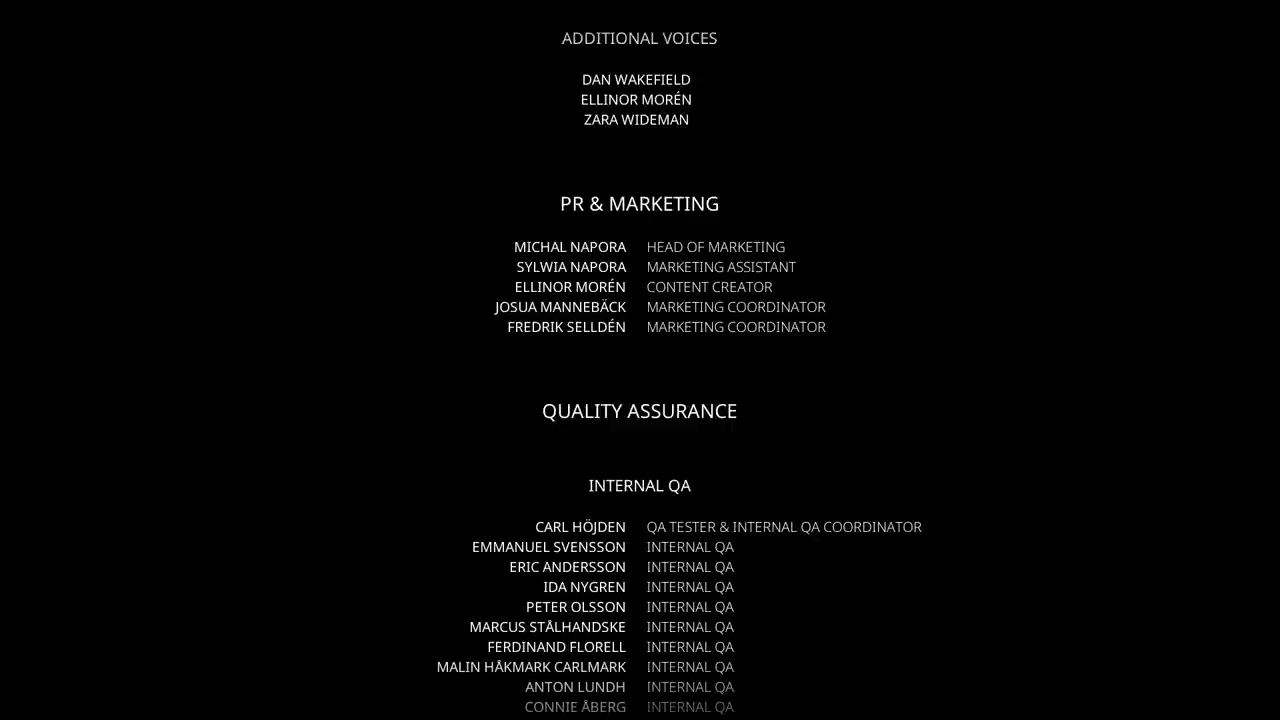 ADDITIONAL VOICES
DAN WAKEFIELD
ELLINOR MORÉN
ZARA WIDEMAN
PR & MARKETING
MICHAL NAPORA HEAD OF MARKETING
SYLWIA NAPORA MARKETING ASSISTANT
ELLINOR MORÉN CONTENT CREATOR
JOSUA MANNEBÄCK MARKETING COORDINATOR
FREDRIK SELLDÉN MARKETING COORDINATOR
QUALITY ASSURANCE
INTERNAL QA
CARL HÖJDEN QA TESTER & INTERNAL QA COORDINATOR
EMMANUEL SVENSSON INTERNAL QA
ERIC ANDERSSON INTERNAL QA
IDA NYGREN INTERNAL QA
PETER OLSSON INTERNAL QA
MARCUS STÅLHANDSKE INTERNAL QA
FERDINAND FLORELL INTERNAL QA
MALIN HÅKMARK CARLMARK INTERNAL QA
ANTON LUNDH INTERNAL QA
CONNIE ÅBERG INTERNAL QA